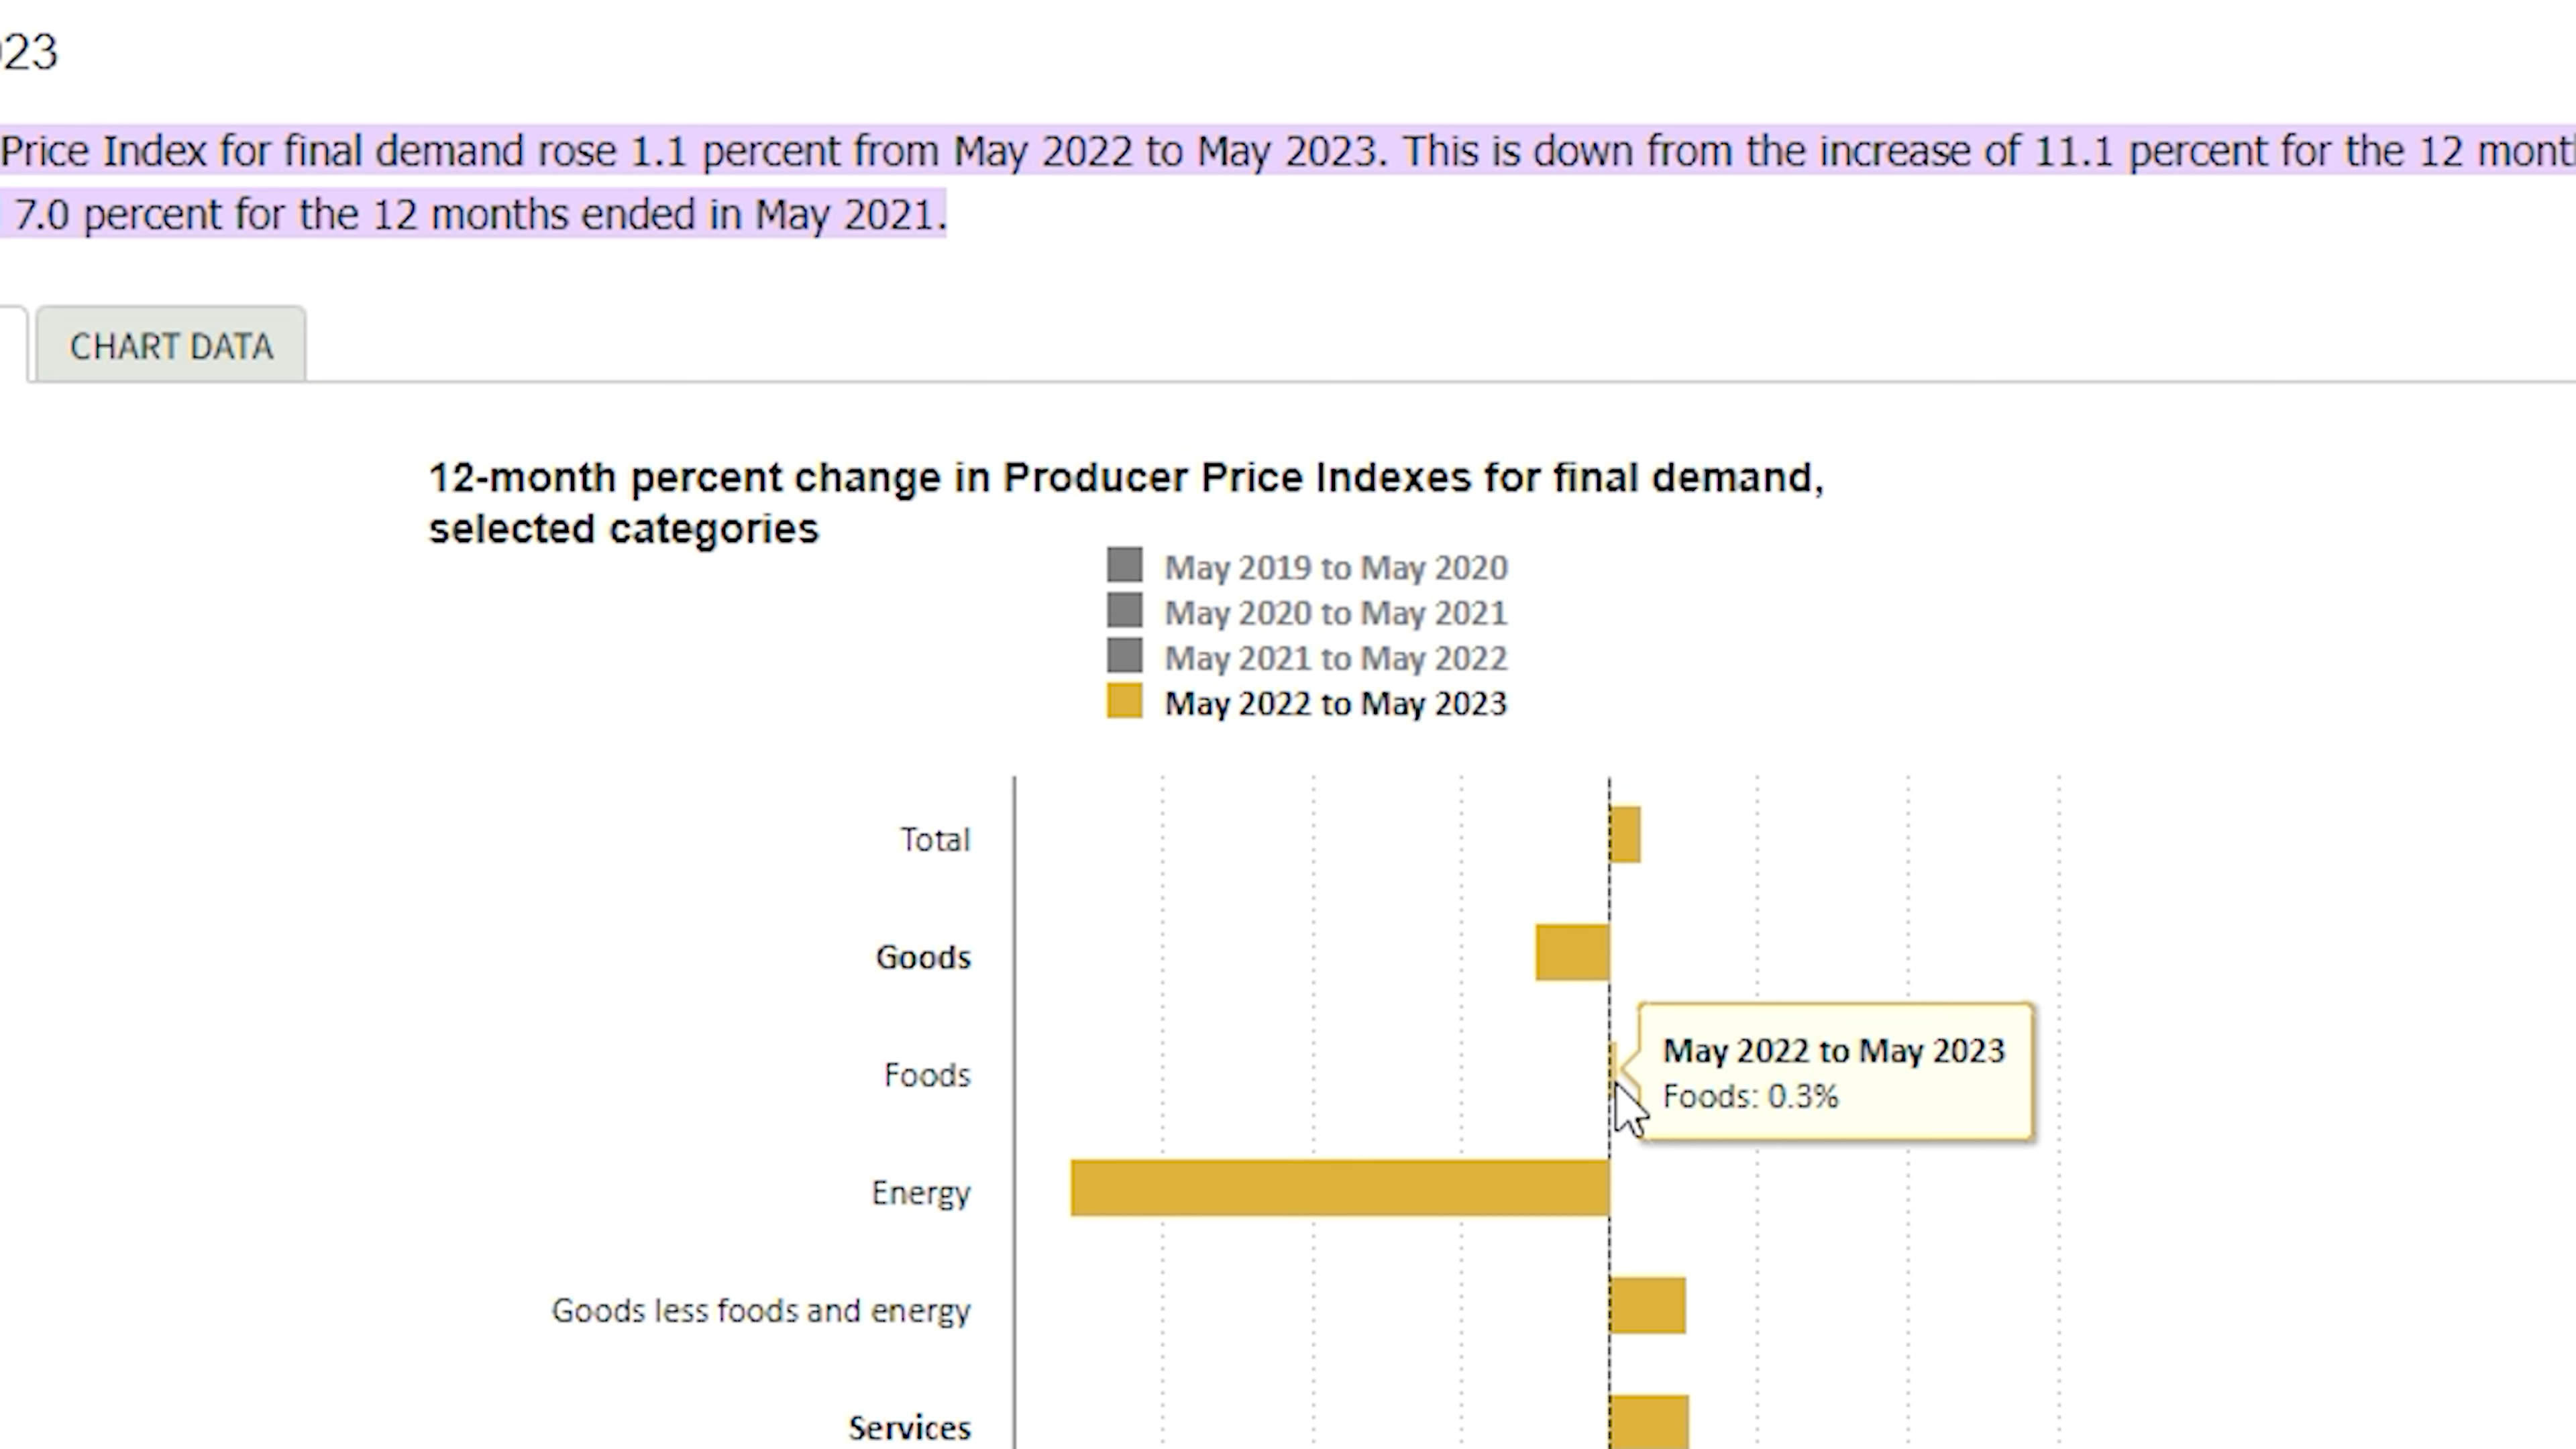 023
Price Index for final demand rose 1.1 percent from May 2022 to May 2023. This is down from the increase of 11.1 percent for the 12
7.0 percent for the 12 months ended in May 2021.
CHART DATA
12-month percent change in Producer Price Indexes for final demand,
selected categories
May 2019 to May 2020
May 2020 to May 2021
May 2021 to May 2022
May 2022 to May 2023
Total
Goods
Foods
May 2022 to May 2023
Foods: 0.3%
Energy
Goods less foods and energy
Services